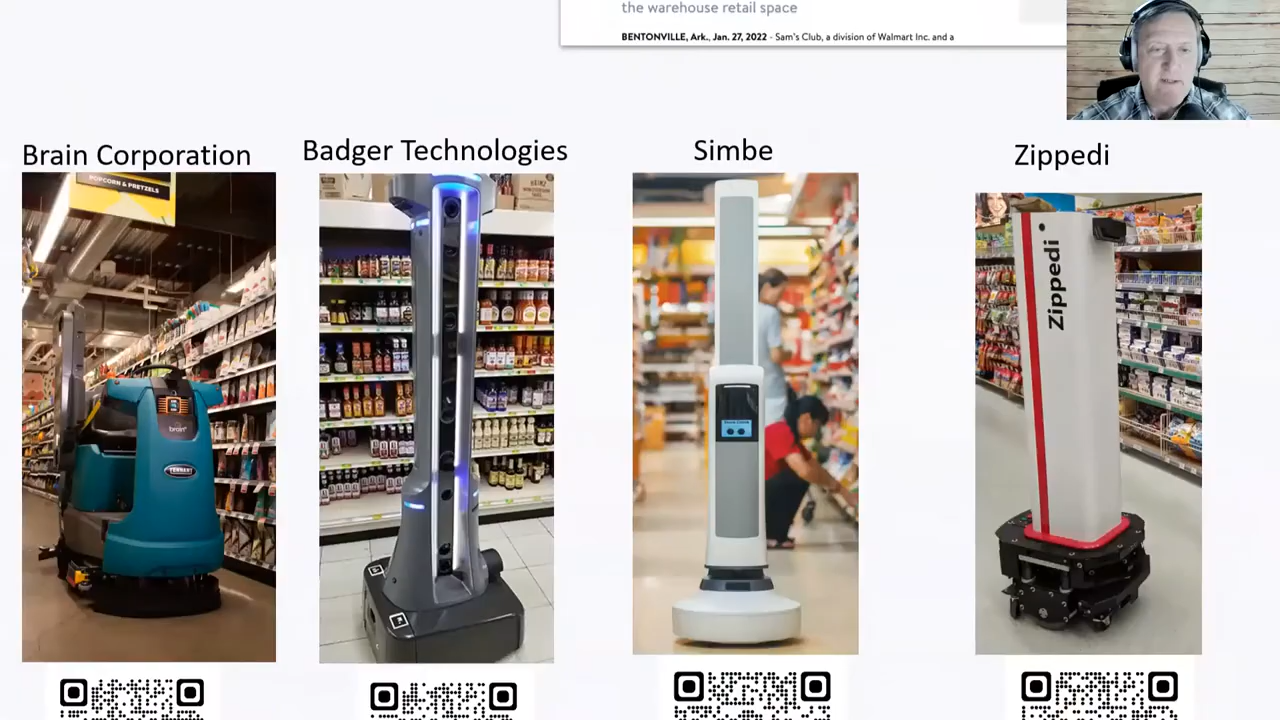 the warehouse retail space
BENTONVILLE, Ark., Jan. 27, 2022 - Sam's Club, a division of Walmart Inc. and a
Brain Corporation
Badger Technologies
Simbe
Zippedi
POPCORN & PRETZELS
HEINZ
brain
TENNANT
Zippedi